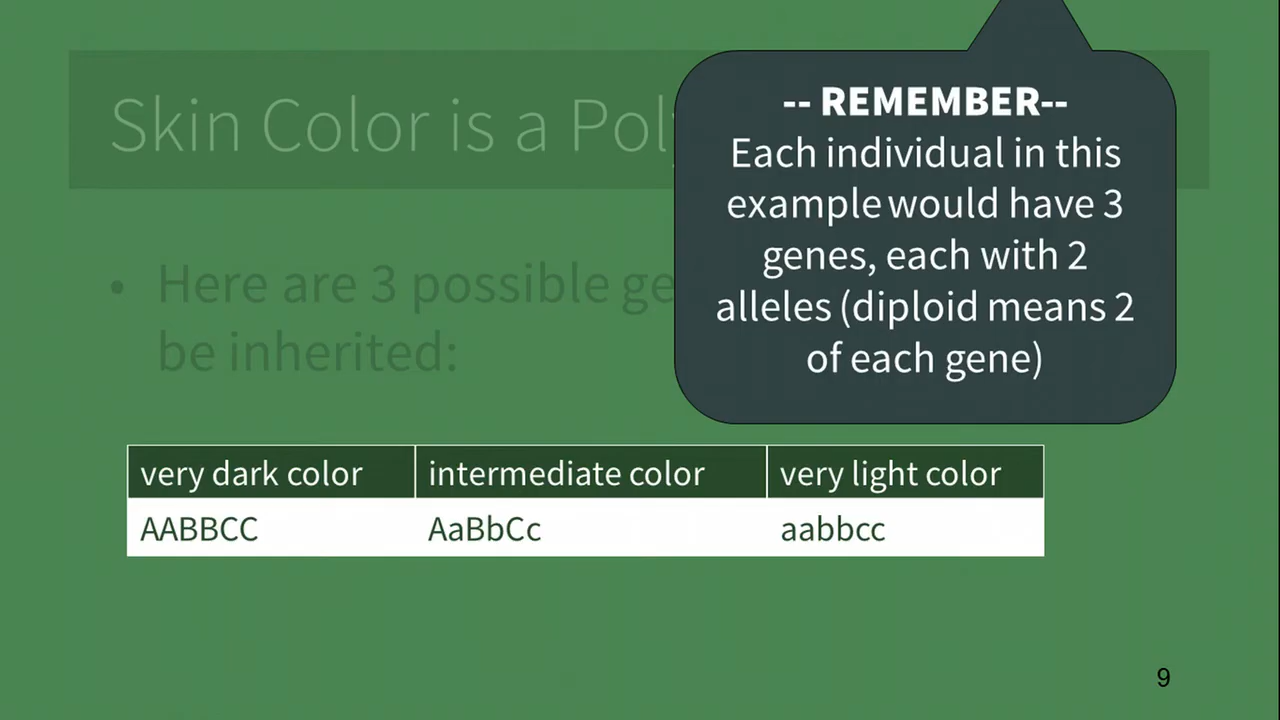 Skin Color is a Pol
-- REMEMBER--
Each individual in this
example would have 3
genes, each with 2
alleles (diploid means 2
of each gene)
• Here are 3 possible
be inherited:
very dark color intermediate color very light color
AABBCC AaBbCc aabbcc
9